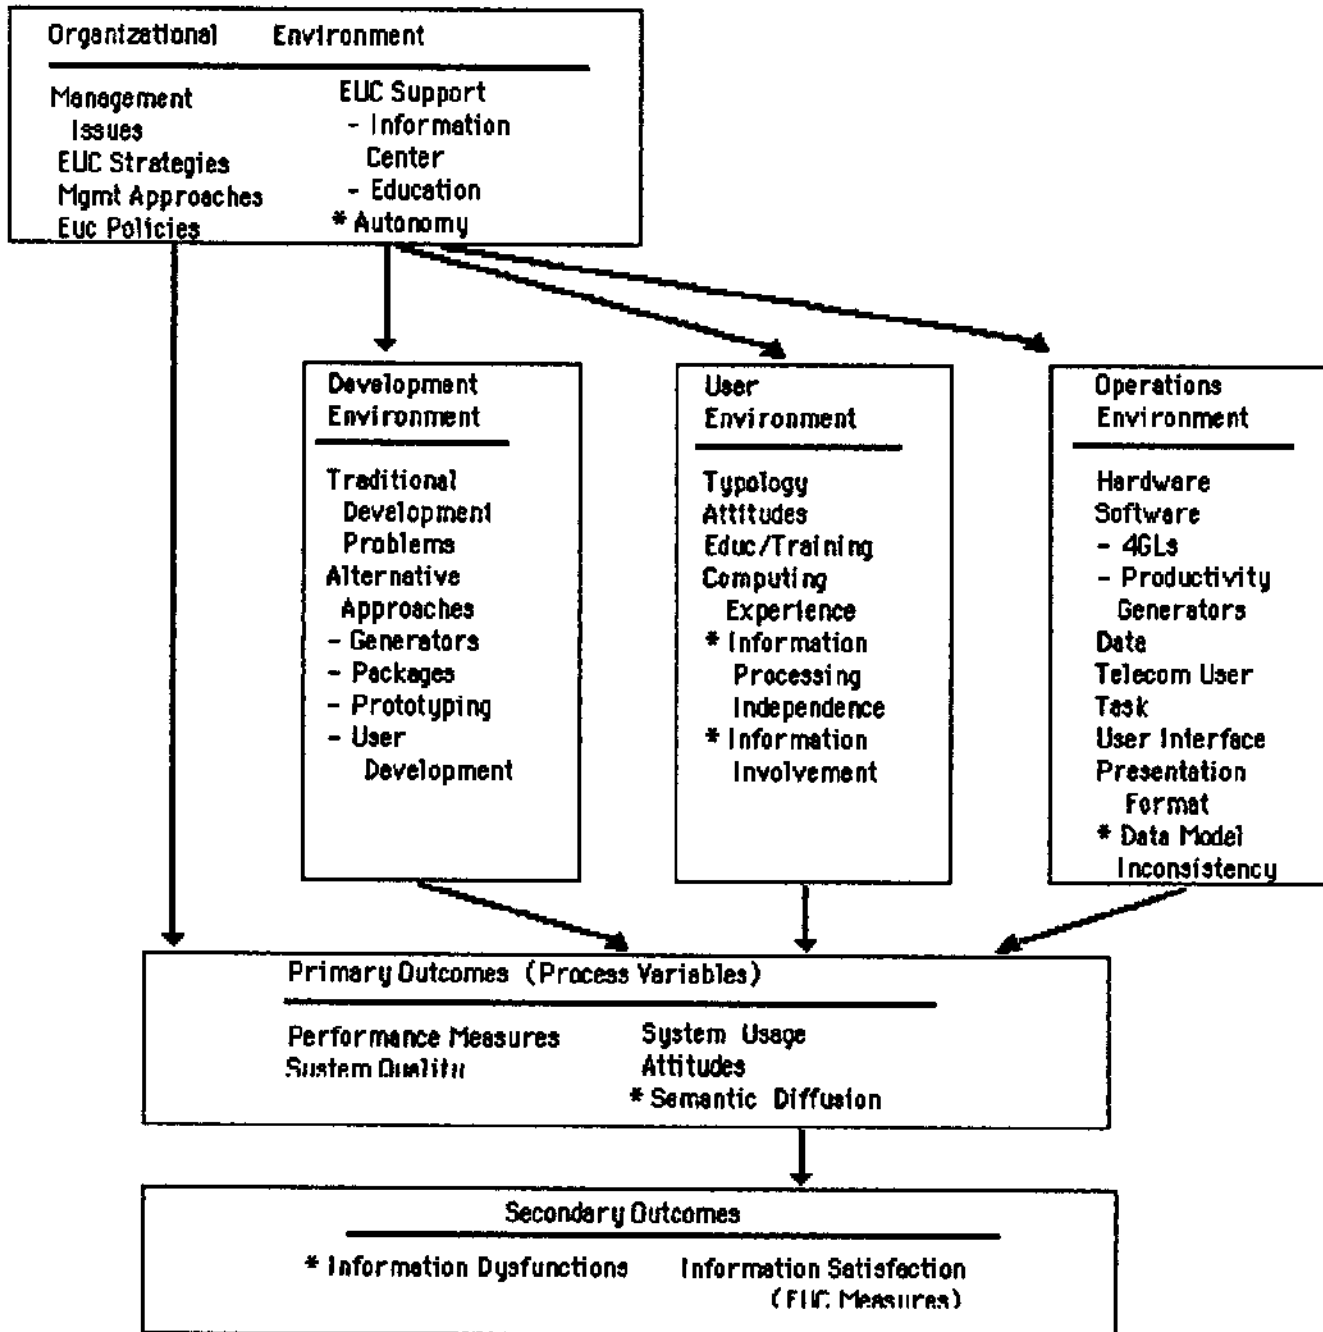 Organizational Environment
Management
Issues
EUC Strategies
Mgmt Approaches
Euc Policies
EUC Support
- Information
Center
- Education
* Autonomy
Development
Environment
Traditional
Development
Problems
Alternative
Approaches
- Generators
- Packages
- Prototyping
- User
Development
User
Environment
Typology
Attitudes
Educ/Training
Computing
Experience
* Information
Processing
Independence
* Information
Involvement
Operations
Environment
Hardware
Software
- 4GLs
- Productivity
Generators
Data
Telecom User
Task
User Interface
Presentation
Format
* Data Model
Inconsistency
Primary Outcomes (Process Variables)
Performance Measures
System Quality
System Usage
Attitudes
* Semantic Diffusion
Secondary Outcomes
* Information Dysfunctions
Information Satisfaction
(EUC Measures)